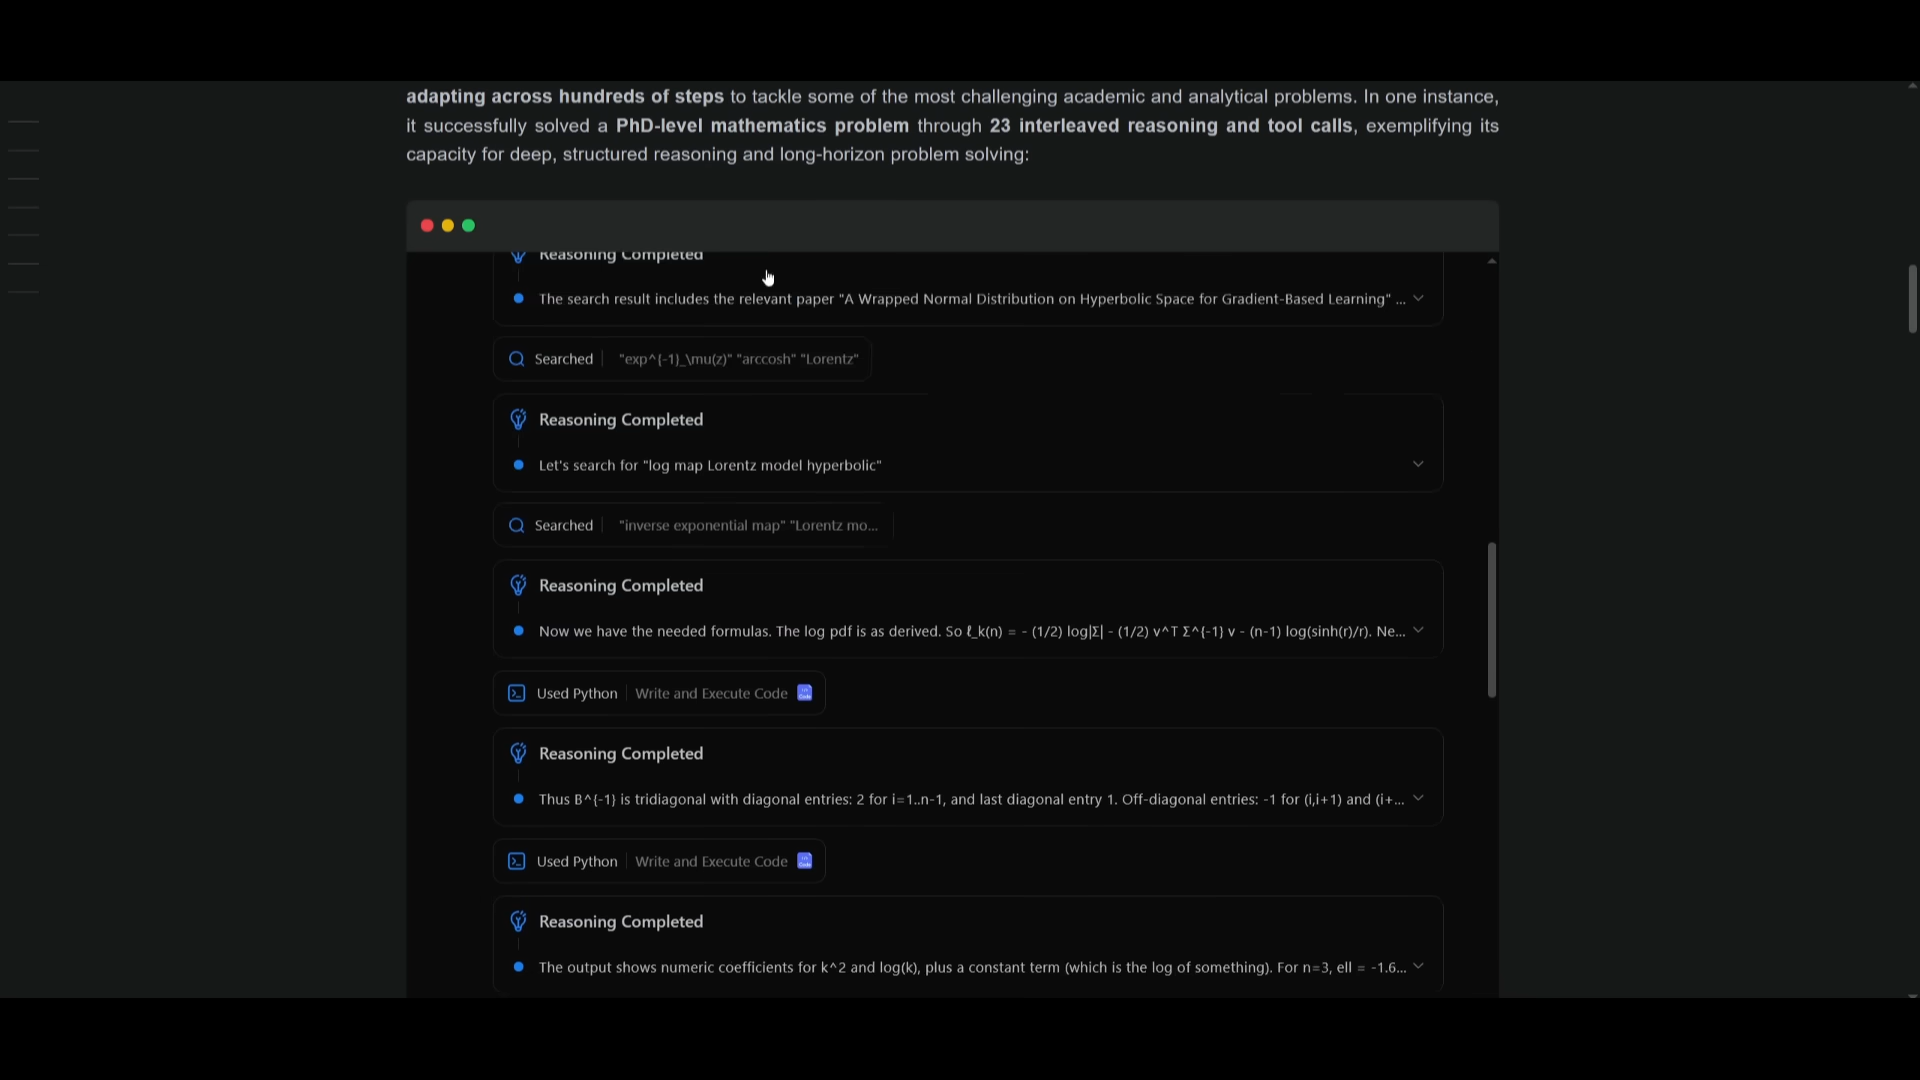 adapting across hundreds of steps to tackle some of the most challenging academic and analytical problems. In one instance,
it successfully solved a PhD-level mathematics problem through 23 interleaved reasoning and tool calls, exemplifying its
capacity for deep, structured reasoning and long-horizon problem solving:
Reasoning Completed
The search result includes the relevant paper "A Wrapped Normal Distribution on Hyperbolic Space for Gradient-Based Learning" ...
Searched "exp^{-1}_\mu(z)" "arccosh" "Lorentz"
Reasoning Completed
Let's search for "log map Lorentz model hyperbolic"
Searched "inverse exponential map" "Lorentz mo...
Reasoning Completed
Now we have the needed formulas. The log pdf is as derived. So ℓ_k(n) = - (1/2) log|Σ| - (1/2) v^T Σ^{-1} v - (n-1) log(sinh(r)/r). Ne...
Used Python Write and Execute Code
Reasoning Completed
Thus B^{-1} is tridiagonal with diagonal entries: 2 for i=1..n-1, and last diagonal entry 1. Off-diagonal entries: -1 for (i,i+1) and (i+...
Used Python Write and Execute Code
Reasoning Completed
The output shows numeric coefficients for k^2 and log(k), plus a constant term (which is the log of something). For n=3, ell = -1.6...